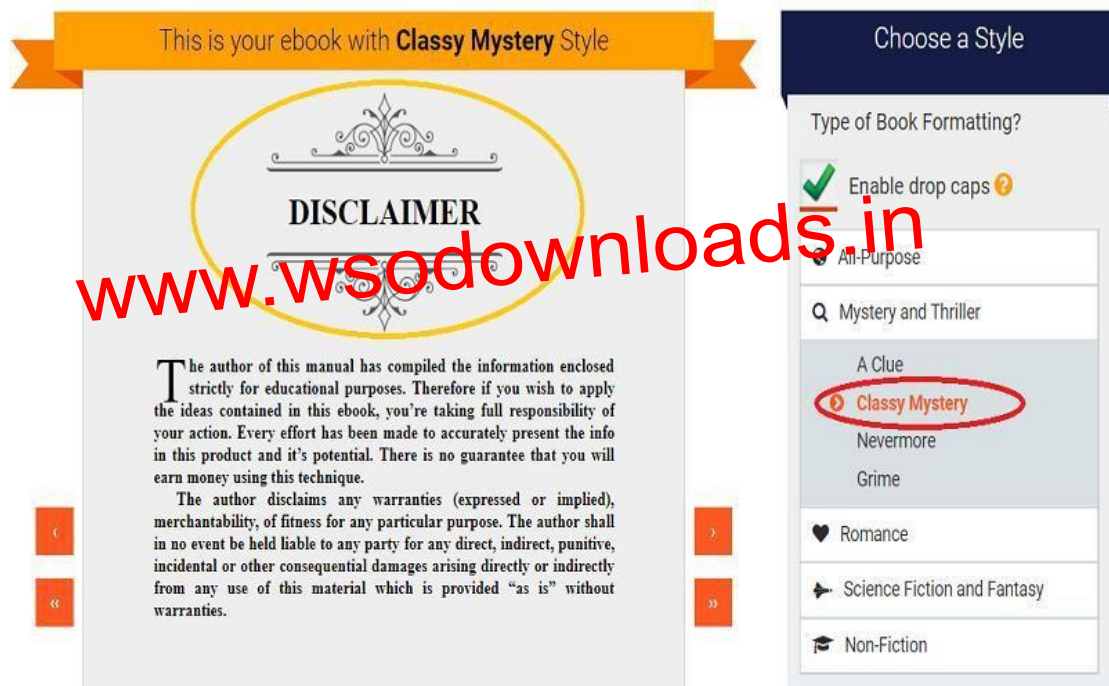 This is your ebook with Classy Mystery Style
DISCLAIMER
The author of this manual has compiled the information enclosed
strictly for educational purposes. Therefore if you wish to apply
the ideas contained in this ebook, you're taking full responsibility of
your action. Every effort has been made to accurately present the info
in this product and it's potential. There is no guarantee that you will
earn money using this technique.
The author disclaims any warranties (expressed or implied),
merchantability, of fitness for any particular purpose. The author shall
in no event be held liable to any party for any direct, indirect, punitive,
incidental or other consequential damages arising directly or indirectly
from any use of this material which is provided “as is” without
warranties.
Choose a Style
Type of Book Formatting?
Enable drop caps ?
All-Purpose
Mystery and Thriller
A Clue
Classy Mystery
Nevermore
Grime
Romance
Science Fiction and Fantasy
Non-Fiction
www.wsodownloads.in